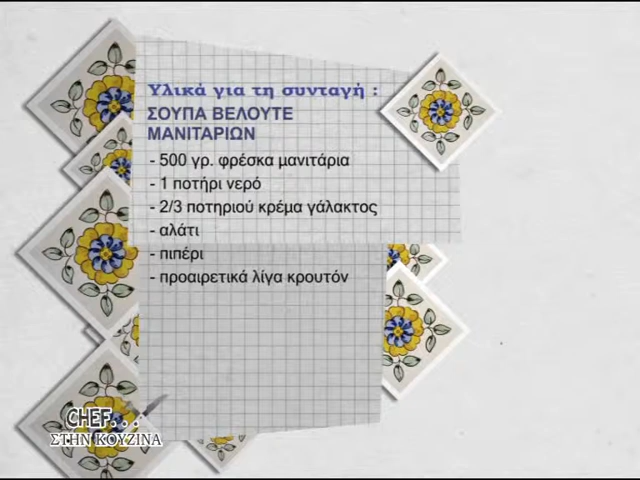 Υλικά για τη συνταγή :
ΣΟΥΠΑ ΒΕΛΟΥΤΕ
ΜΑΝΙΤΑΡΙΩΝ
- 500 γρ. φρέσκα μανιτάρια
- 1 ποτήρι νερό
- 2/3 ποτηριού κρέμα γάλακτος
- αλάτι
- πιπέρι
- προαιρετικά λίγα κρουτόν
CHEF...
ΣΤΗΝ ΚΟΥΖΙΝΑ